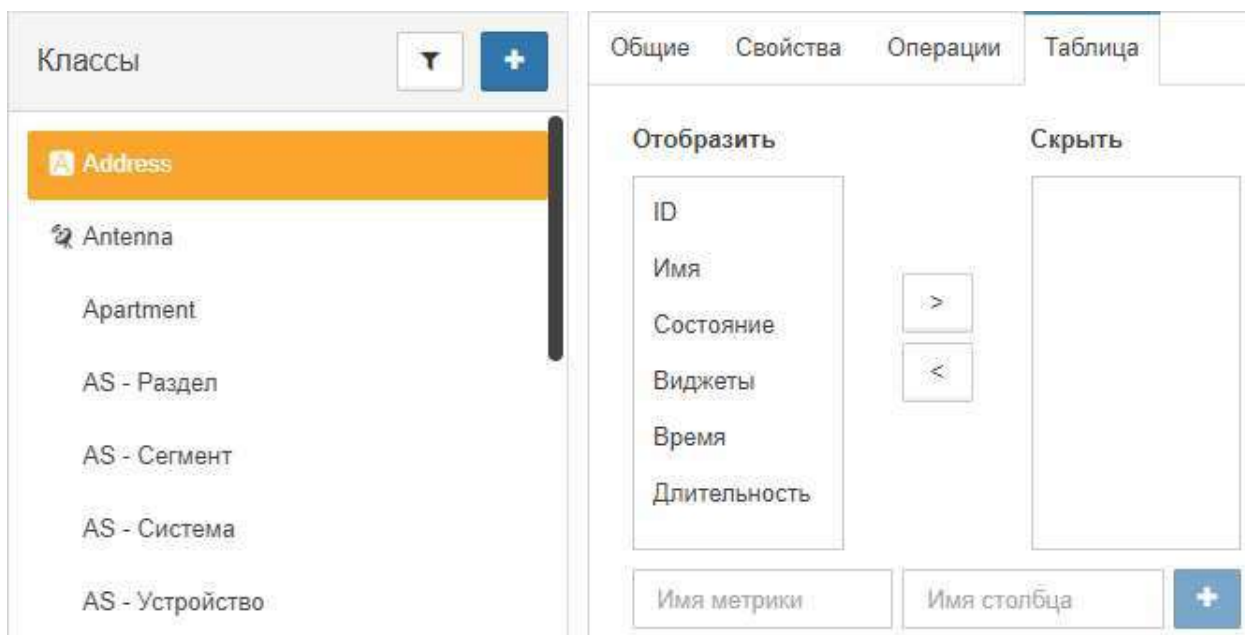 Классы
Address
Antenna
Apartment
AS - Раздел
AS - Сегмент
AS - Система
AS - Устройство
Общие Свойства Операции Таблица
Отобразить Скрыть
ID
Имя
Состояние
Виджеты
Время
Длительность
>
<
Имя метрики Имя столбца